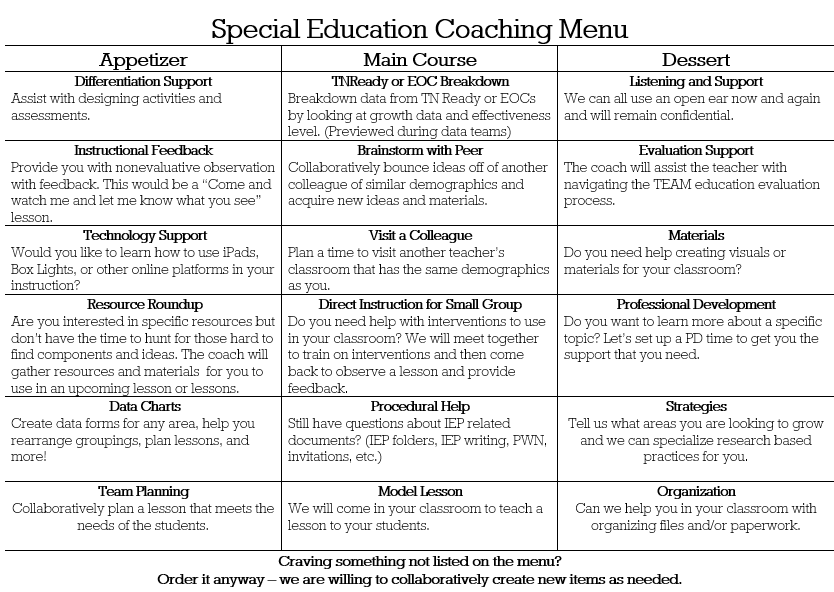 Special Education Coaching Menu
Appetizer
Main Course
Dessert
Differentiation Support
Assist with designing activities and
assessments.
TNReady or EOC Breakdown
Breakdown data from TN Ready or EOCs
by looking at growth data and effectiveness
level. (Previewed during data teams)
Listening and Support
We can all use an open ear now and again
and will remain confidential.
Instructional Feedback
Provide you with nonevaluative observation
with feedback. This would be a “Come and
watch me and let me know what you see”
lesson.
Brainstorm with Peer
Collaboratively bounce ideas off of another
colleague of similar demographics and
acquire new ideas and materials.
Evaluation Support
The coach will assist the teacher with
navigating the TEAM education evaluation
process.
Technology Support
Would you like to learn how to use iPads,
Box Lights, or other online platforms in your
instruction?
Visit a Colleague
Plan a time to visit another teacher’s
classroom that has the same demographics
as you.
Materials
Do you need help creating visuals or
materials for your classroom?
Resource Roundup
Are you interested in specific resources but
don’t have the time to hunt for those hard to
find components and ideas. The coach will
gather resources and materials for you to
use in an upcoming lesson or lessons.
Direct Instruction for Small Group
Do you need help with interventions to use
in your classroom? We will meet together
to train on interventions and then come
back to observe a lesson and provide
feedback.
Professional Development
Do you want to learn more about a specific
topic? Let’s set up a PD time to get you the
support that you need.
Data Charts
Create data forms for any area, help you
rearrange groupings, plan lessons, and
more!
Procedural Help
Still have questions about IEP related
documents? (IEP folders, IEP writing, PWN,
invitations, etc.)
Strategies
Tell us what areas you are looking to grow
and we can specialize research based
practices for you.
Team Planning
Collaboratively plan a lesson that meets the
needs of the students.
Model Lesson
We will come in your classroom to teach a
lesson to your students.
Organization
Can we help you in your classroom with
organizing files and/or paperwork.
Craving something not listed on the menu?
Order it anyway – we are willing to collaboratively create new items as needed.